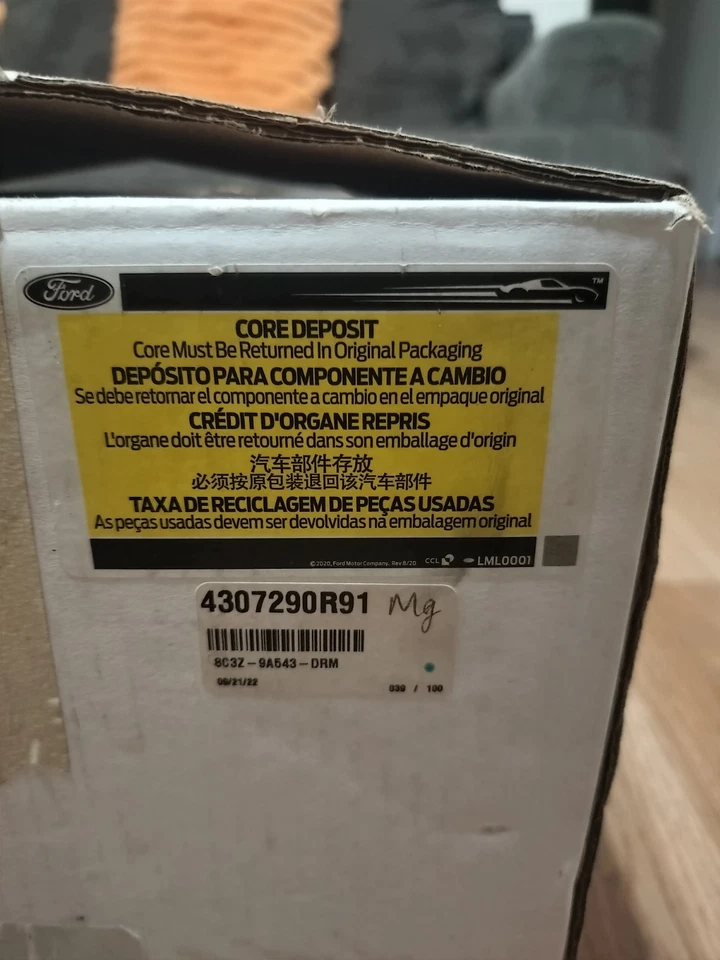 Ford
TM
CORE DEPOSIT
Core Must Be Returned In Original Packaging
DEPÓSITO PARA COMPONENTE A CAMBIO
Se debe retornar el componente a cambio en el empaque original
CRÉDIT D'ORGANE REPRIS
L'organe doit être retourné dans son emballage d'origin
汽车部件存放
必须按原包装退回该汽车部件
TAXA DE RECICLAGEM DE PEÇAS USADAS
As peças usadas devem ser devolvidas na embalagem original
©2020, Ford Motor Company, Rev 8/20 CCL LML0001
4307290R91 Mg
8C3Z-9A543-DRM
09/21/22
039 / 100